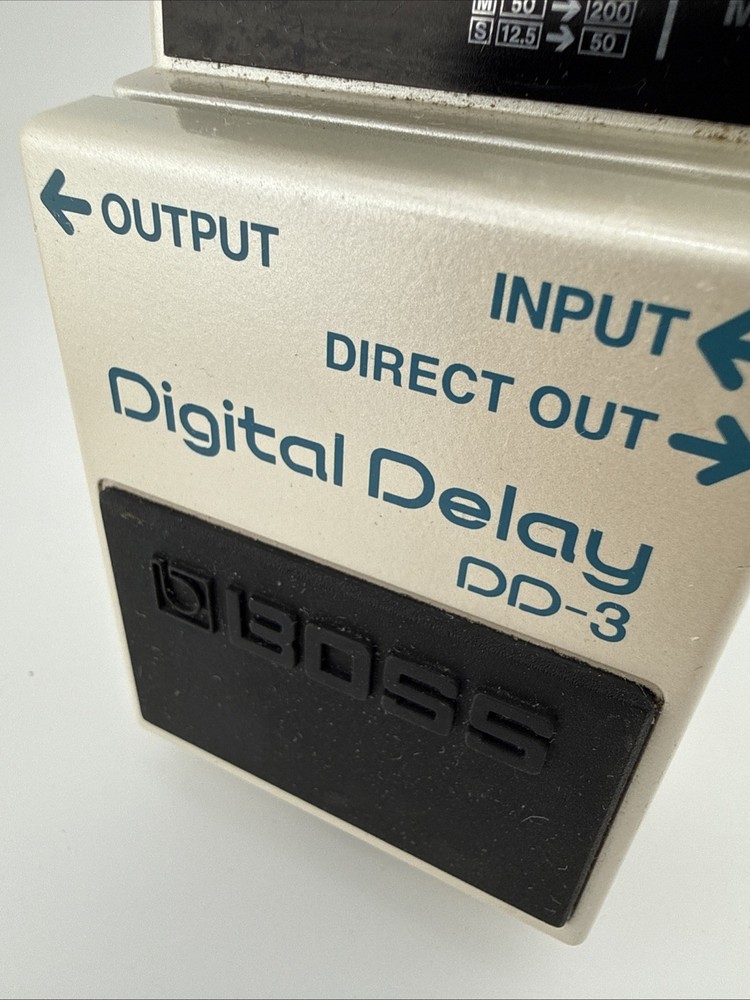 M 50 → 200
S 12.5 → 50
M
← OUTPUT
INPUT ←
DIRECT OUT →
Digital Delay
DD-3
BOSS